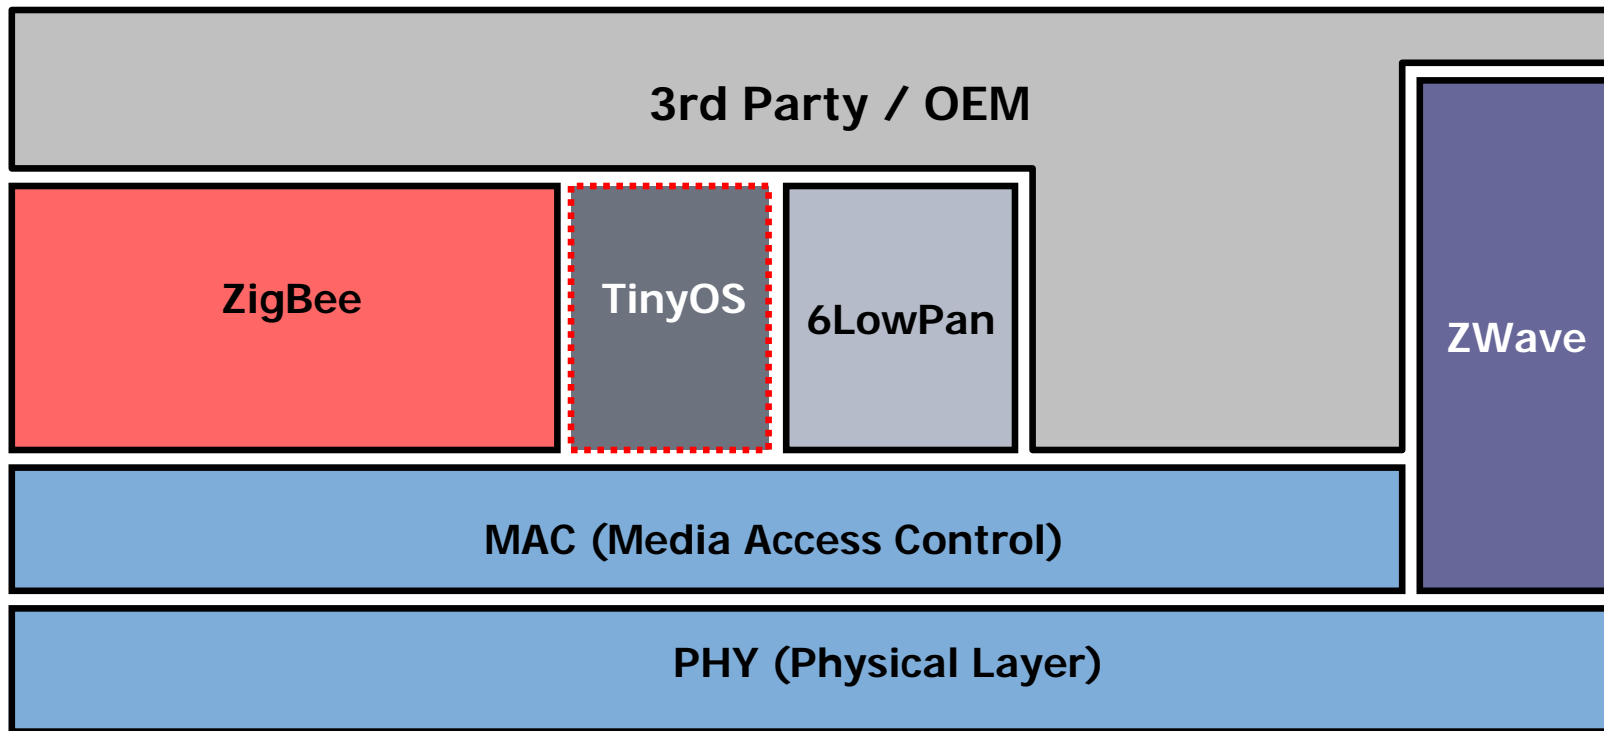 3rd Party / OEM
ZigBee
TinyOS
6LowPan
ZWave
MAC (Media Access Control)
PHY (Physical Layer)